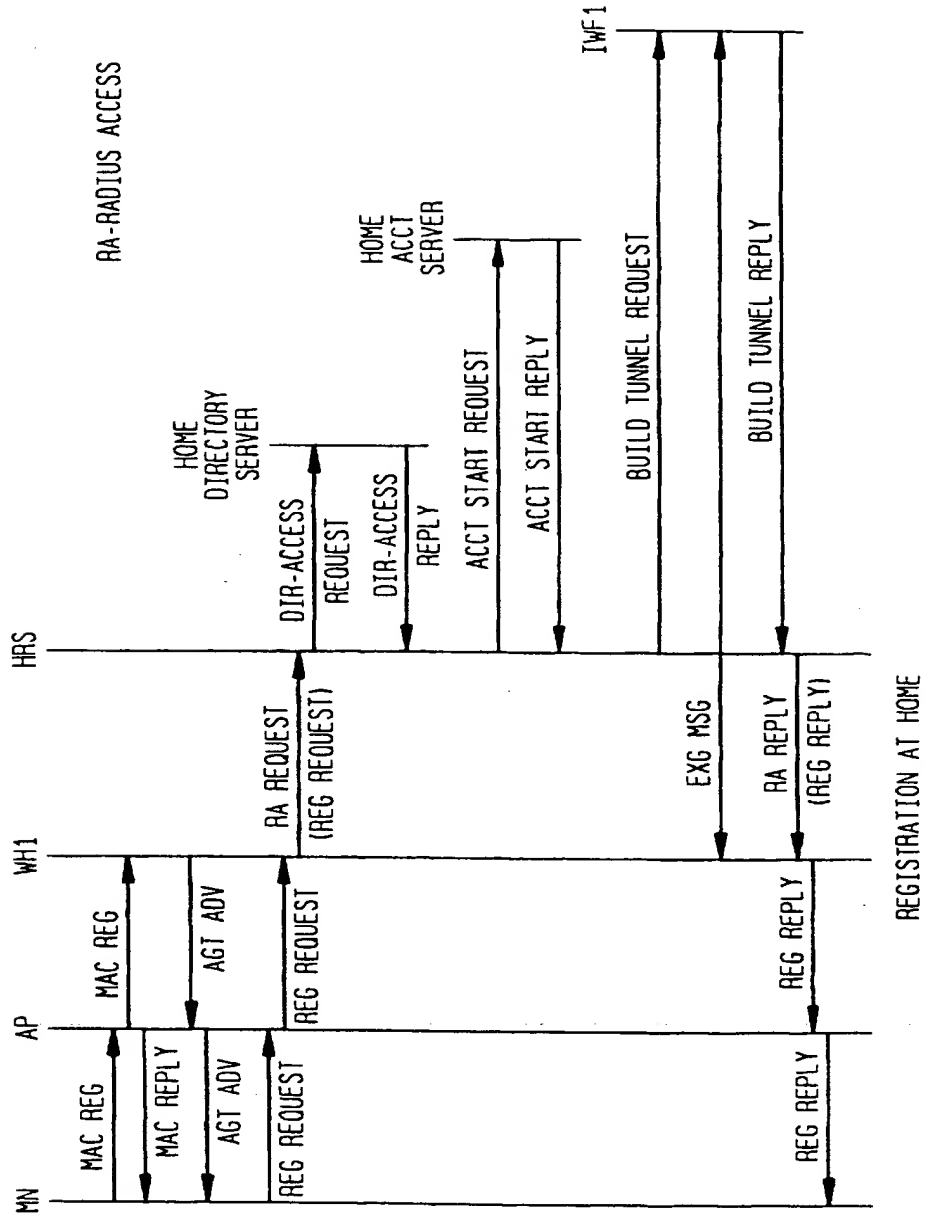 RA-RADIUS ACCESS
MN
AP
WH1
HRS
HOME
DIRECTORY
SERVER
HOME
ACCT
SERVER
IWF1
MAC REG
MAC REG
MAC REPLY
AGT ADV
AGT ADV
REG REQUEST
REG REQUEST
RA REQUEST
(REG REQUEST)
DIR-ACCESS
REQUEST
DIR-ACCESS
REPLY
ACCT START REQUEST
ACCT START REPLY
BUILD TUNNEL REQUEST
EXG MSG
BUILD TUNNEL REPLY
RA REPLY
(REG REPLY)
REG REPLY
REG REPLY
REGISTRATION AT HOME